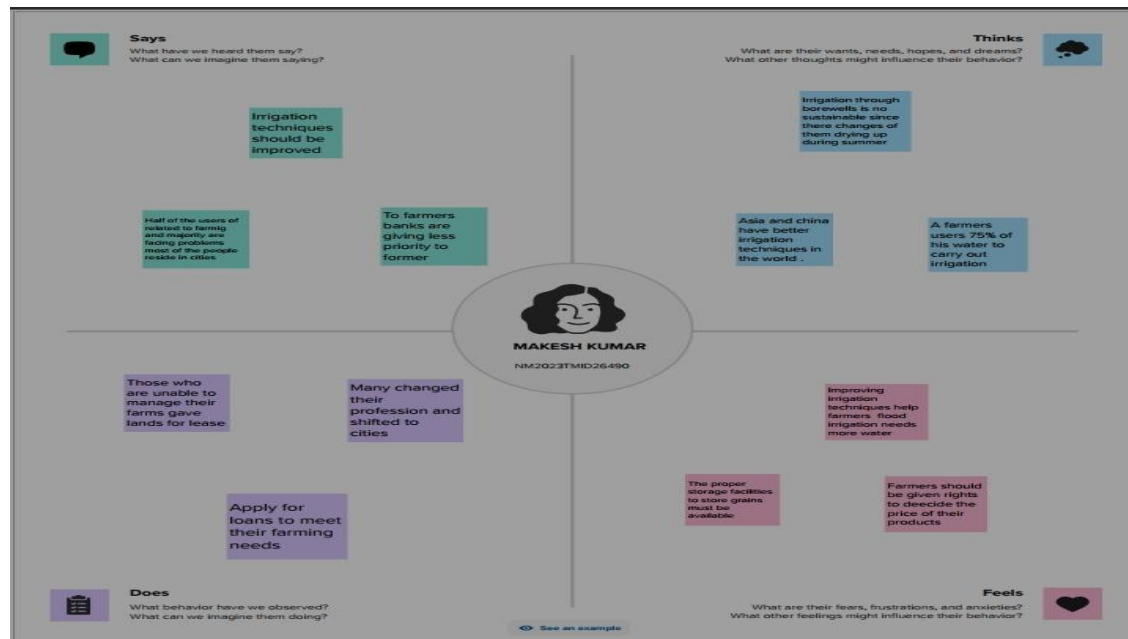 Says
What have we heard them say?
What can we imagine them saying?
Thinks
What are their wants, needs, hopes, and dreams?
What other thoughts might influence their behavior?
Irrigation
techniques
should be
improved
Half of the users of
related to farmig
and majority are
facing problems
most of the people
reside in cities
To farmers
banks are
giving less
priority to
former
Irrigation through
borewells is no
sustainable since
there changes of
them drying up
during summer
Asia and china
have better
irrigation
techniques in
the world .
A farmers
users 75% of
his water to
carry out
irrigation
MAKESH KUMAR
NM2023TMID26490
Those who
are unable to
manage their
farms gave
lands for lease
Many changed
their
profession and
shifted to
cities
Apply for
loans to meet
their farming
needs
Improving
irrigation
techniques help
farmers flood
irrigation needs
more water
The proper
storage facilities
to store grains
must be
available
Farmers should
be given rights
to deecide the
price of their
products
Does
What behavior have we observed?
What can we imagine them doing?
Feels
What are their fears, frustrations, and anxieties?
What other feelings might influence their behavior?
See an example